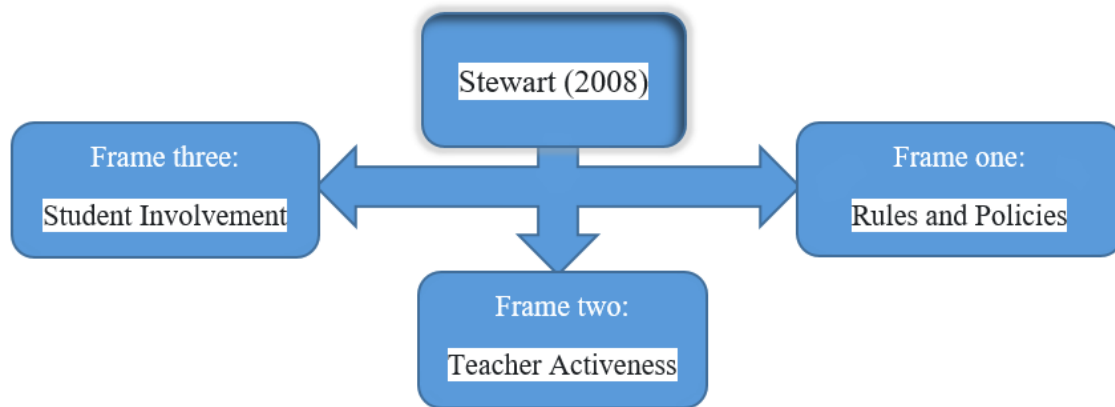 Stewart (2008)
Frame three:
Student Involvement
Frame one:
Rules and Policies
Frame two:
Teacher Activeness